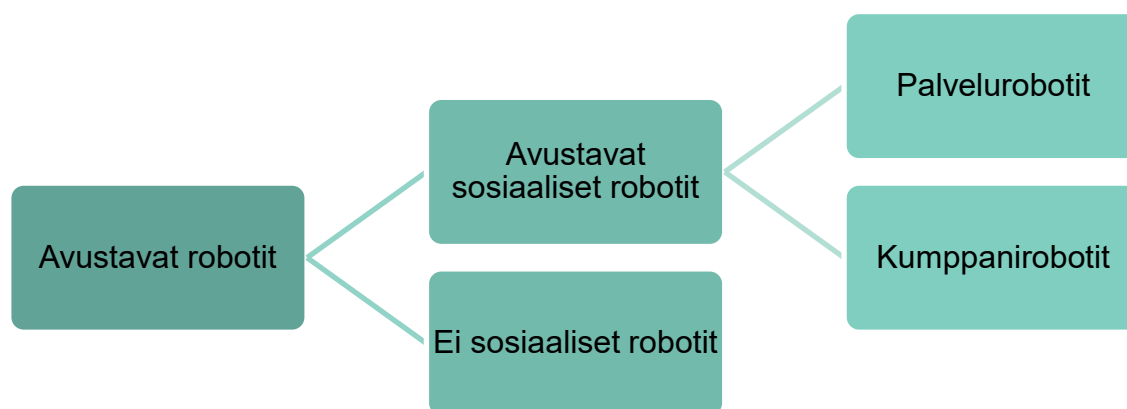 Avustavat robotit
Avustavat
sosiaaliset robotit
Ei sosiaaliset robotit
Palvelurobotit
Kumppanirobotit